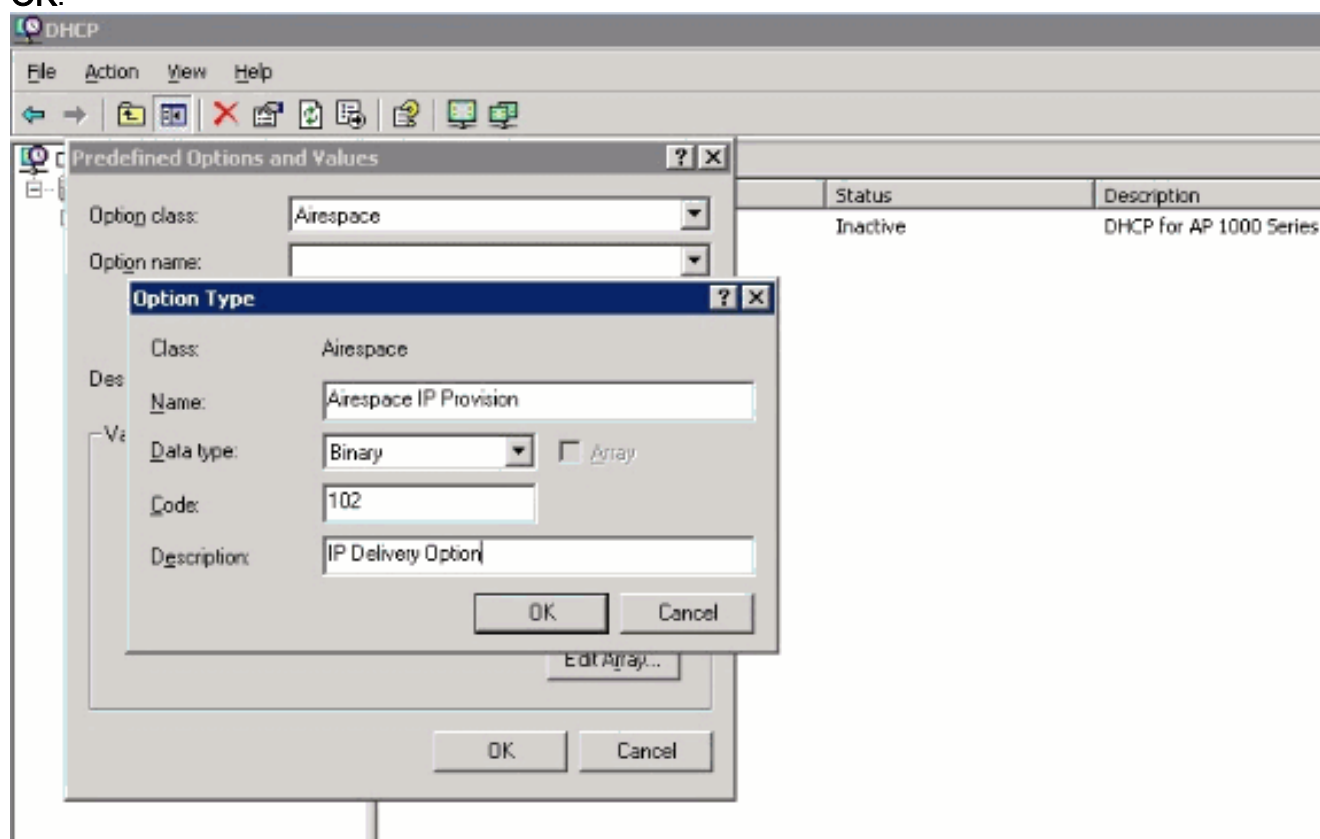 OK.
DHCP
File Action View Help
Predefined Options and Values
Status Description
Option class: Airespace
Inactive DHCP for AP 1000 Series
Option name:
Option Type
Class: Airespace
Des
Name: Airespace IP Provision
Va
Data type: Binary Array
Code: 102
Description: IP Delivery Option
OK Cancel
Edit Array...
OK Cancel